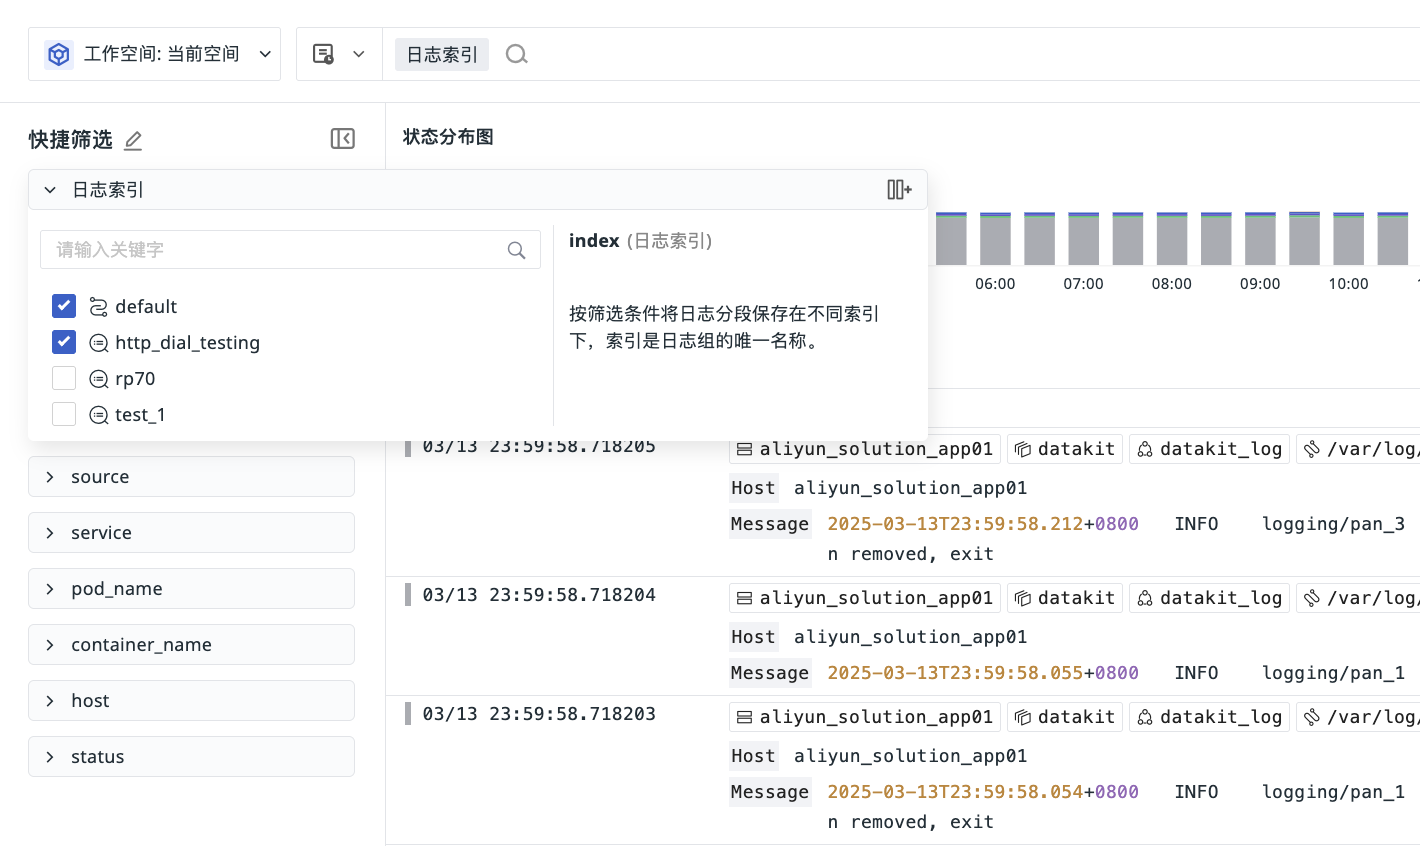 工作空间: 当前空间
日志索引
快捷筛选
状态分布图
日志索引
请输入关键字
default
http_dial_testing
rp70
test_1
index (日志索引)
按筛选条件将日志分段保存在不同索引
下，索引是日志组的唯一名称。
06:00 07:00 08:00 09:00 10:00
source
service
pod_name
container_name
host
status
03/13 23:59:58.718205 aliyun_solution_app01 datakit datakit_log /var/log/
Host aliyun_solution_app01
Message 2025-03-13T23:59:58.212+0800 INFO logging/pan_3
n removed, exit
03/13 23:59:58.718204 aliyun_solution_app01 datakit datakit_log /var/log/
Host aliyun_solution_app01
Message 2025-03-13T23:59:58.055+0800 INFO logging/pan_1
03/13 23:59:58.718203 aliyun_solution_app01 datakit datakit_log /var/log/
Host aliyun_solution_app01
Message 2025-03-13T23:59:58.054+0800 INFO logging/pan_1
n removed, exit